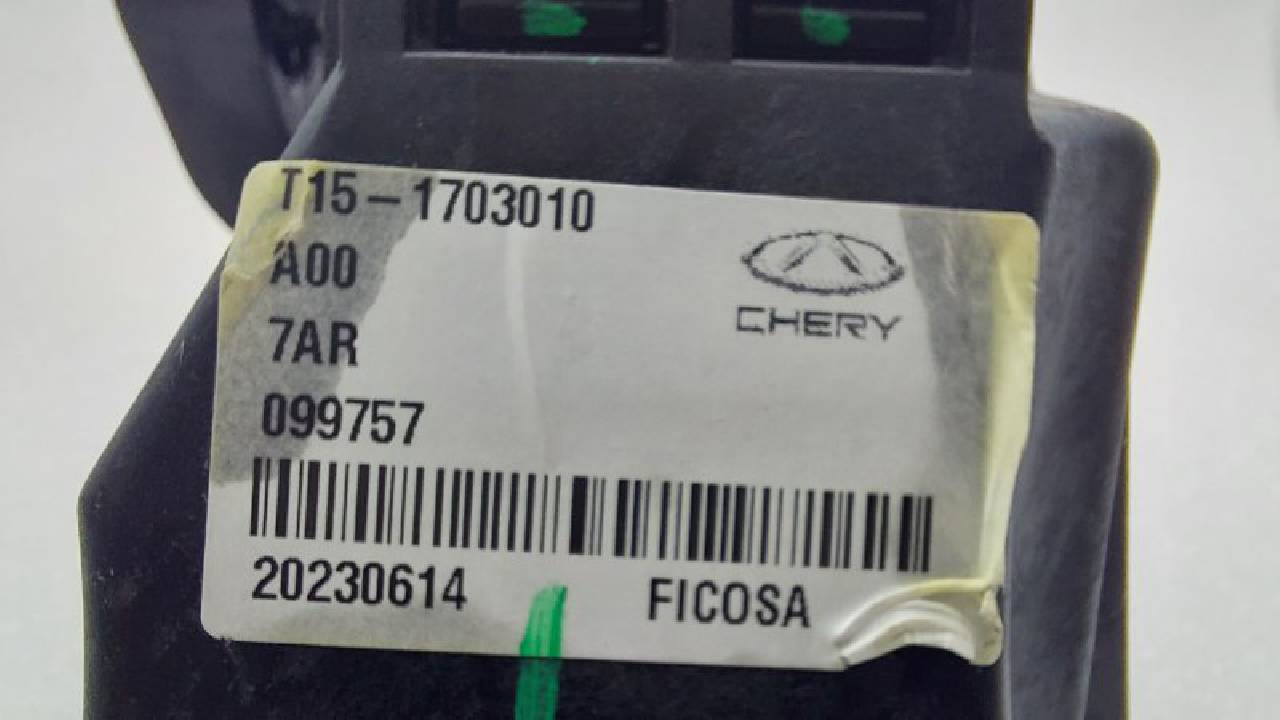 T15-1703010
CHERY
A00
7AR
099757
20230614 FICOSA